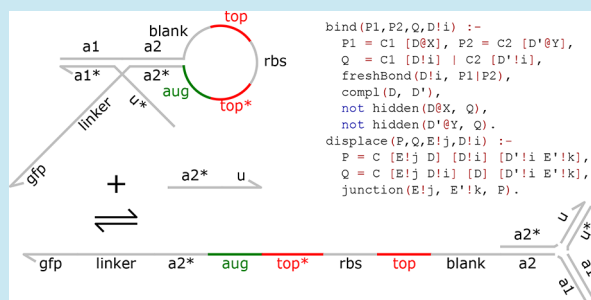 top
blank
a1 a2
rbs
a1* a2*
aug
top*
u*
linker
gfp
+
a2* u
bind(P1,P2,Q,D!i) :-
P1 = C1 [D@X], P2 = C2 [D'@Y],
Q = C1 [D!i] | C2 [D'!i],
freshBond(D!i, P1|P2),
compl(D, D'),
not hidden(D@X, Q),
not hidden(D'@Y, Q).
displace(P,Q,E!j,D!i) :-
P = C [E!j D] [D!i] [D'!i E'!k],
Q = C [E!j D!i] [D] [D'!i E'!k],
junction(E!j, E'!k, P).
u
u*
a2*
gfp linker a2* aug top* rbs top blank a2
a1